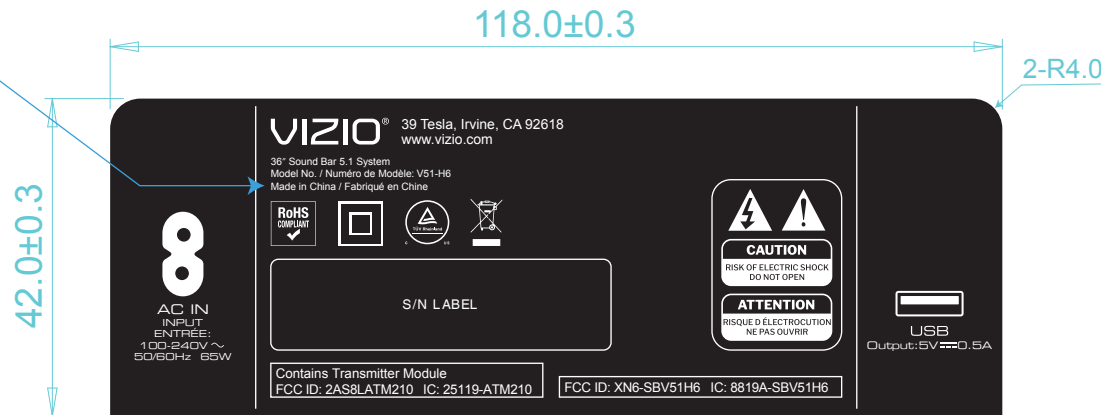 118.0±0.3
2-R4.0
42.0±0.3
VIZIO®
39 Tesla, Irvine, CA 92618
www.vizio.com
36" Sound Bar 5.1 System
Model No. / Numéro de Modèle: V51-H6
Made in China / Fabriqué en Chine
RoHS
COMPLIANT
TÜV Rheinland
C US
AC IN
INPUT
ENTRÉE:
100-240V ~
50/60Hz 65W
S/N LABEL
CAUTION
RISK OF ELECTRIC SHOCK
DO NOT OPEN
ATTENTION
RISQUE D ÉLECTROCUTION
NE PAS OUVRIR
USB
Output:5V⎓0.5A
Contains Transmitter Module
FCC ID: 2AS8LATM210 IC: 25119-ATM210
FCC ID: XN6-SBV51H6 IC: 8819A-SBV51H6